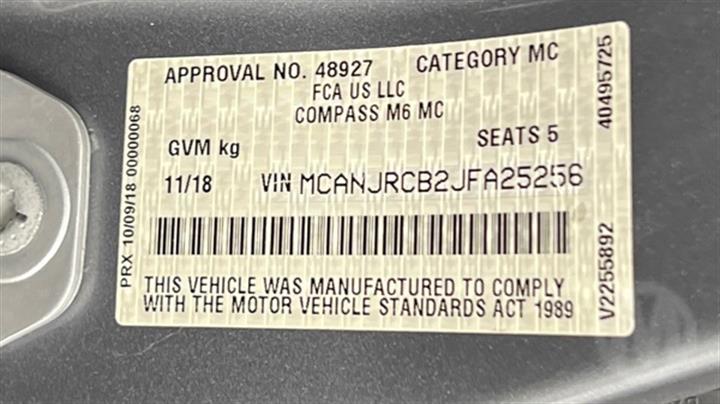 APPROVAL NO. 48927 CATEGORY MC
FCA US LLC
COMPASS M6 MC
GVM kg SEATS 5
11/18 VIN MCANJRCB2JFA25256
THIS VEHICLE WAS MANUFACTURED TO COMPLY
WITH THE MOTOR VEHICLE STANDARDS ACT 1989
PRX 10/09/18 00000068
40495725
V2255892